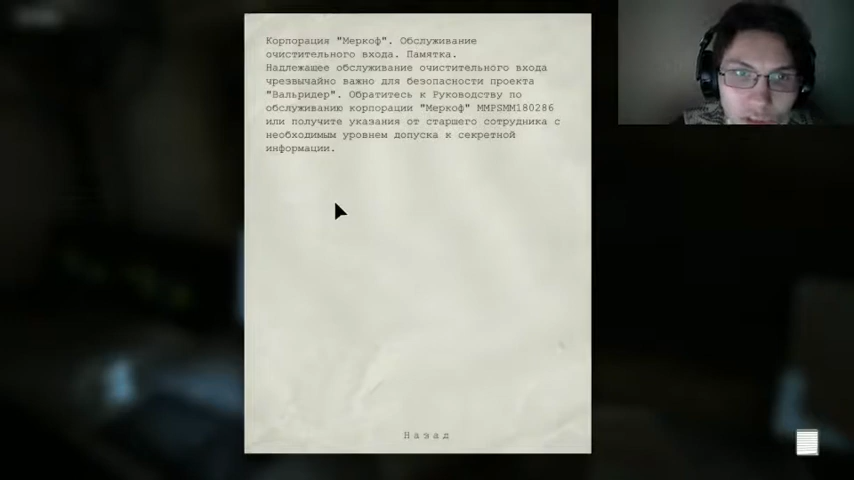 Корпорация "Меркоф". Обслуживание
очистительного входа. Памятка.
Надлежащее обслуживание очистительного входа
чрезвычайно важно для безопасности проекта
"Вальридер". Обратитесь к Руководству по
обслуживанию корпорации "Меркоф" MMPSMM180286
или получите указания от старшего сотрудника с
необходимым уровнем допуска к секретной
информации.
Назад